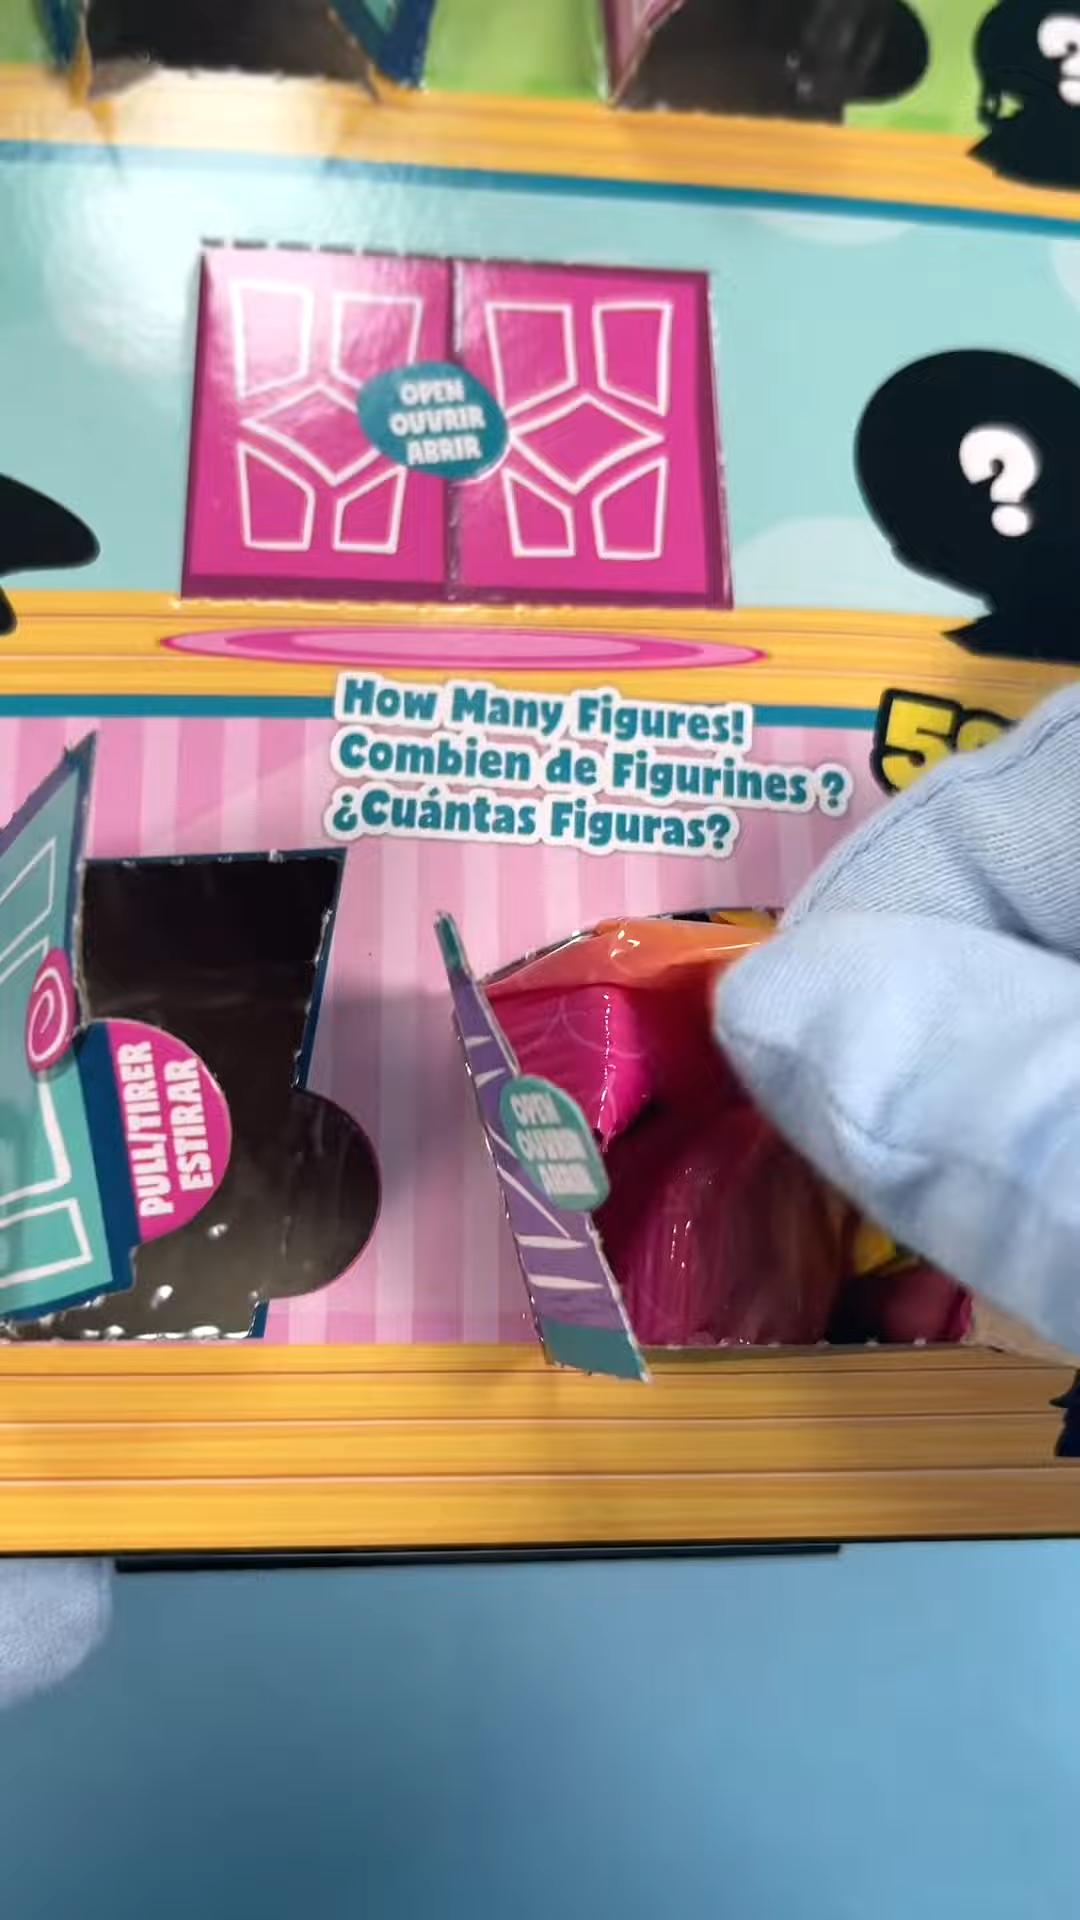 ?
OPEN
OUVRIR
ABRIR
?
How Many Figures!
Combien de Figurines ?
¿Cuántas Figuras?
PULL/TIRER
ESTIRAR
OPEN
OUVRIR
ABRIR